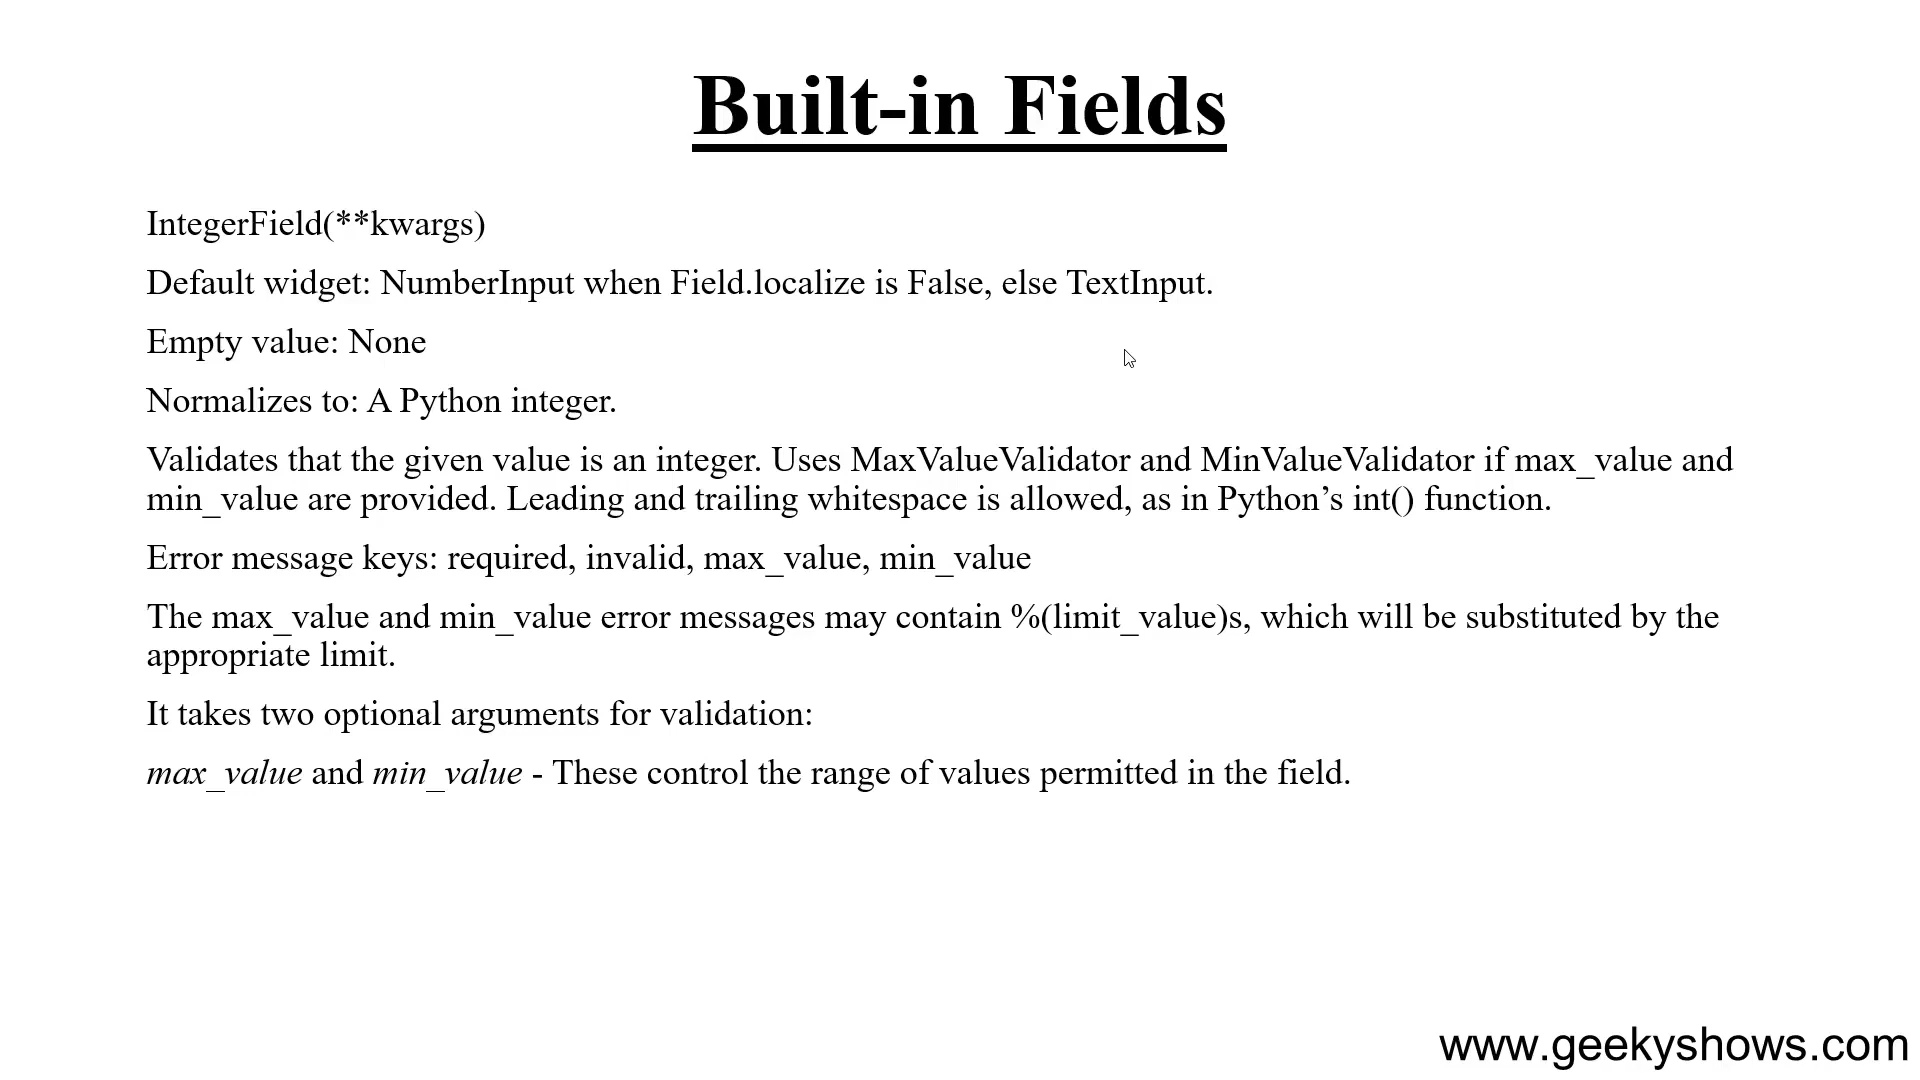 Built-in Fields
IntegerField(**kwargs)
Default widget: NumberInput when Field.localize is False, else TextInput.
Empty value: None
Normalizes to: A Python integer.
Validates that the given value is an integer. Uses MaxValueValidator and MinValueValidator if max_value and
min_value are provided. Leading and trailing whitespace is allowed, as in Python’s int() function.
Error message keys: required, invalid, max_value, min_value
The max_value and min_value error messages may contain %(limit_value)s, which will be substituted by the
appropriate limit.
It takes two optional arguments for validation:
max_value and min_value - These control the range of values permitted in the field.
www.geekyshows.com